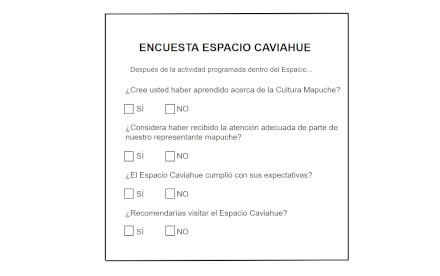 ENCUESTA ESPACIO CAVIAHUE
Después de la actividad programada dentro del Espacio...
¿Cree usted haber aprendido acerca de la Cultura Mapuche?
SÍ NO
¿Considera haber recibido la atención adecuada de parte de
nuestro representante mapuche?
SÍ NO
¿El Espacio Caviahue cumplió con sus expectativas?
SÍ NO
¿Recomendarías visitar el Espacio Caviahue?
SÍ NO